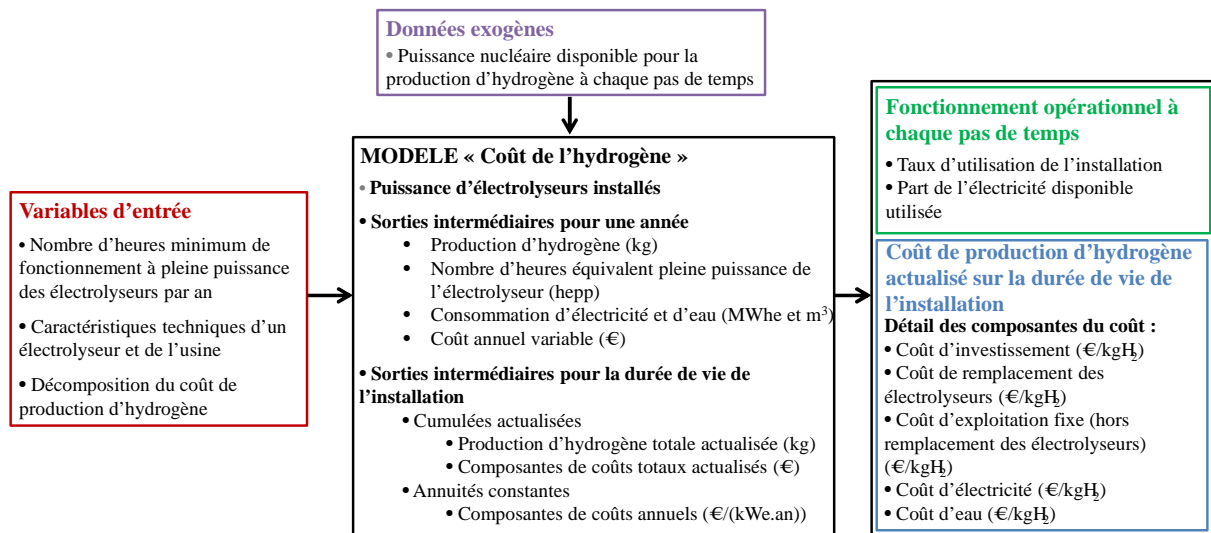 Données exogènes
• Puissance nucléaire disponible pour la
production d'hydrogène à chaque pas de temps
Variables d'entrée
• Nombre d'heures minimum de
fonctionnement à pleine puissance
des électrolyseurs par an
• Caractéristiques techniques d'un
électrolyseur et de l'usine
• Décomposition du coût de
production d'hydrogène
MODELE « Coût de l'hydrogène »
• Puissance d'électrolyseurs installés
• Sorties intermédiaires pour une année
• Production d'hydrogène (kg)
• Nombre d'heures équivalent pleine puissance de
l'électrolyseur (hepp)
• Consommation d'électricité et d'eau (MWhe et m³)
• Coût annuel variable (€)
• Sorties intermédiaires pour la durée de vie de
l'installation
• Cumulées actualisées
• Production d'hydrogène totale actualisée (kg)
• Composantes de coûts totaux actualisés (€)
• Annuités constantes
• Composantes de coûts annuels (€/(kWe.an))
Fonctionnement opérationnel à
chaque pas de temps
• Taux d'utilisation de l'installation
• Part de l'électricité disponible
utilisée
Coût de production d'hydrogène
actualisé sur la durée de vie de
l'installation
Détail des composantes du coût :
• Coût d'investissement (€/kgH₂)
• Coût de remplacement des
électrolyseurs (€/kgH₂)
• Coût d'exploitation fixe (hors
remplacement des électrolyseurs)
(€/kgH₂)
• Coût d'électricité (€/kgH₂)
• Coût d'eau (€/kgH₂)